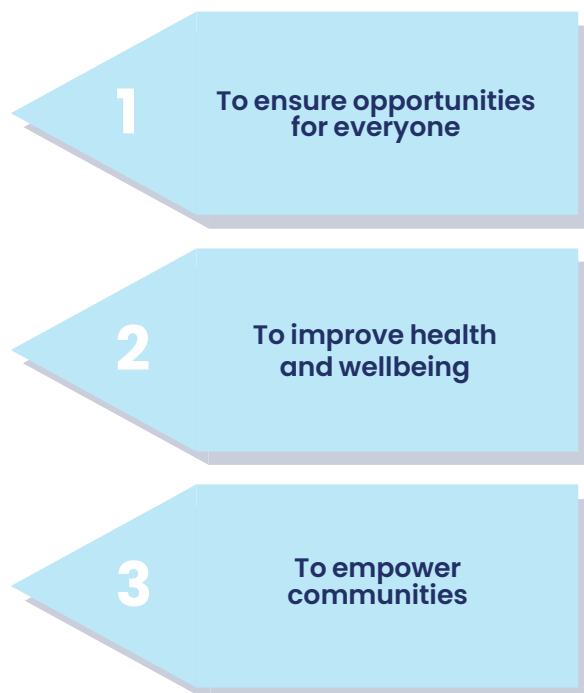 1
To ensure opportunities
for everyone
2
To improve health
and wellbeing
3
To empower
communities